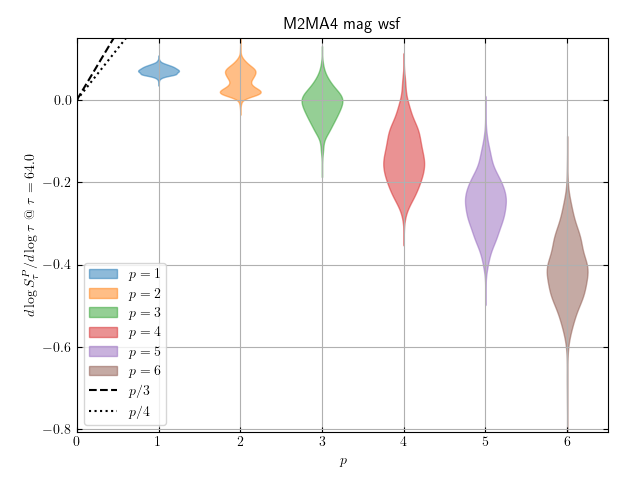 M2MA4 mag wsf
d log S_τ^P / d log τ @ τ = 64.0
0.0
−0.2
−0.4
−0.6
−0.8
p = 1
p = 2
p = 3
p = 4
p = 5
p = 6
p/3
p/4
0 1 2 3 4 5 6
p